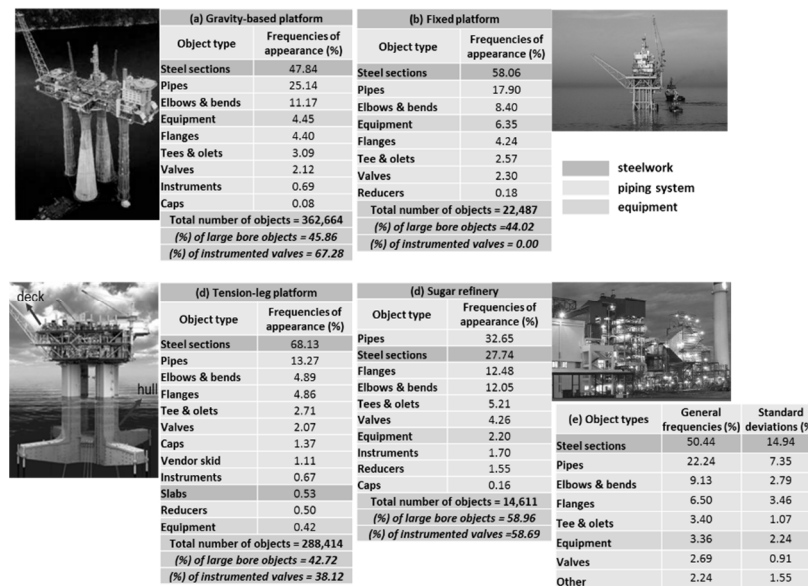 (a) Gravity-based platform
Object type Frequencies of appearance (%)
Steel sections 47.84
Pipes 25.14
Elbows & bends 11.17
Equipment 4.45
Flanges 4.40
Tees & olets 3.09
Valves 2.12
Instruments 0.69
Caps 0.08
Total number of objects = 362,664
(%) of large bore objects = 45.86
(%) of instrumented valves = 67.28
(b) Fixed platform
Object type Frequencies of appearance (%)
Steel sections 58.06
Pipes 17.90
Elbows & bends 8.40
Equipment 6.35
Flanges 4.24
Tee & olets 2.57
Valves 2.30
Reducers 0.18
Total number of objects = 22,487
(%) of large bore objects =44.02
(%) of instrumented valves = 0.00
steelwork
piping system
equipment
deck
hull
(d) Tension-leg platform
Object type Frequencies of appearance (%)
Steel sections 68.13
Pipes 13.27
Elbows & bends 4.89
Flanges 4.86
Tee & olets 2.71
Valves 2.07
Caps 1.37
Vendor skid 1.11
Instruments 0.67
Slabs 0.53
Reducers 0.50
Equipment 0.42
Total number of objects = 288,414
(%) of large bore objects = 42.72
(%) of instrumented valves = 38.12
(d) Sugar refinery
Object type Frequencies of appearance (%)
Pipes 32.65
Steel sections 27.74
Flanges 12.48
Elbows & bends 12.05
Tees & olets 5.21
Valves 4.26
Equipment 2.20
Instruments 1.70
Reducers 1.55
Caps 0.16
Total number of objects = 14,611
(%) of large bore objects = 58.96
(%) of instrumented valves =58.69
(e) Object types General frequencies (%) Standard deviations (%
Steel sections 50.44 14.94
Pipes 22.24 7.35
Elbows & bends 9.13 2.79
Flanges 6.50 3.46
Tee & olets 3.40 1.07
Equipment 3.36 2.24
Valves 2.69 0.91
Other 2.24 1.55